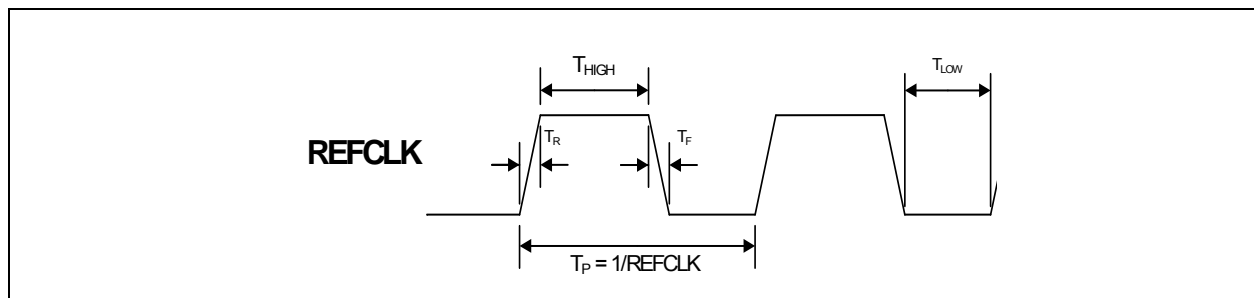 THIGH
TLOW
TR
TF
REFCLK
TP = 1/REFCLK